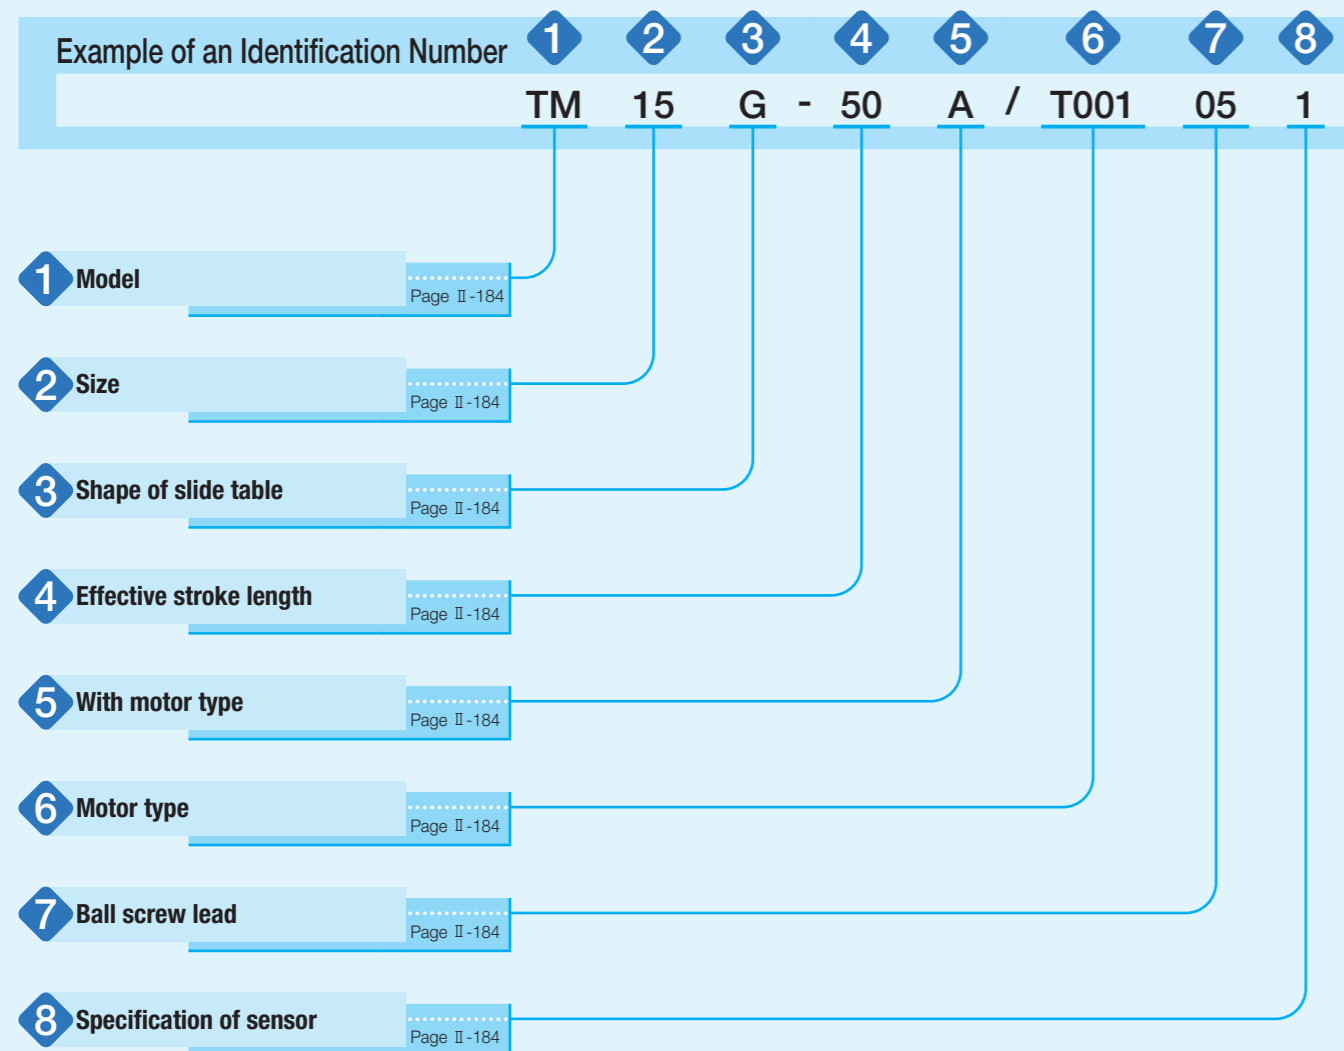 Example of an Identification Number 1 2 3 4 5 6 7 8
TM 15 G - 50 A / T001 05 1
1 Model
Page Ⅱ-184
2 Size
Page Ⅱ-184
3 Shape of slide table
Page Ⅱ-184
4 Effective stroke length
Page Ⅱ-184
5 With motor type
Page Ⅱ-184
6 Motor type
Page Ⅱ-184
7 Ball screw lead
Page Ⅱ-184
8 Specification of sensor
Page Ⅱ-184